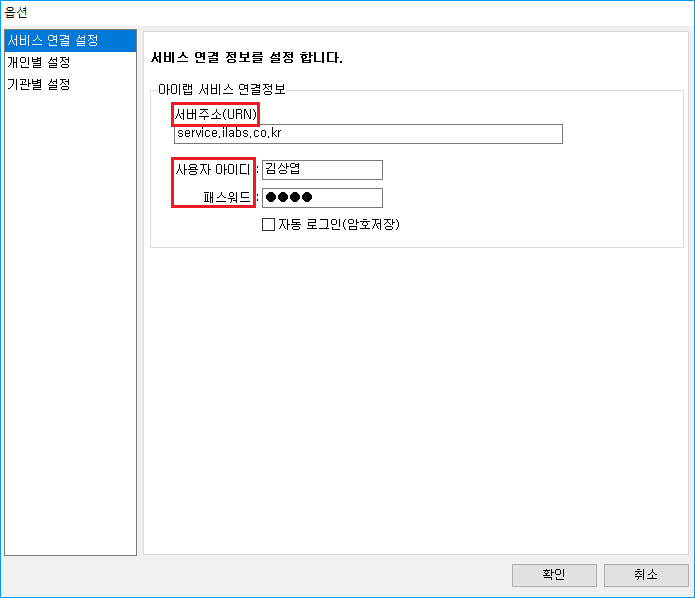 옵션
서비스 연결 설정
개인별 설정
기관별 설정
서비스 연결 정보를 설정 합니다.
아이랩 서비스 연결정보
서버주소(URN)
service.ilabs.co.kr
사용자 아이디 : 김상엽
패스워드 : ●●●●
자동 로그인(암호저장)
확인 취소